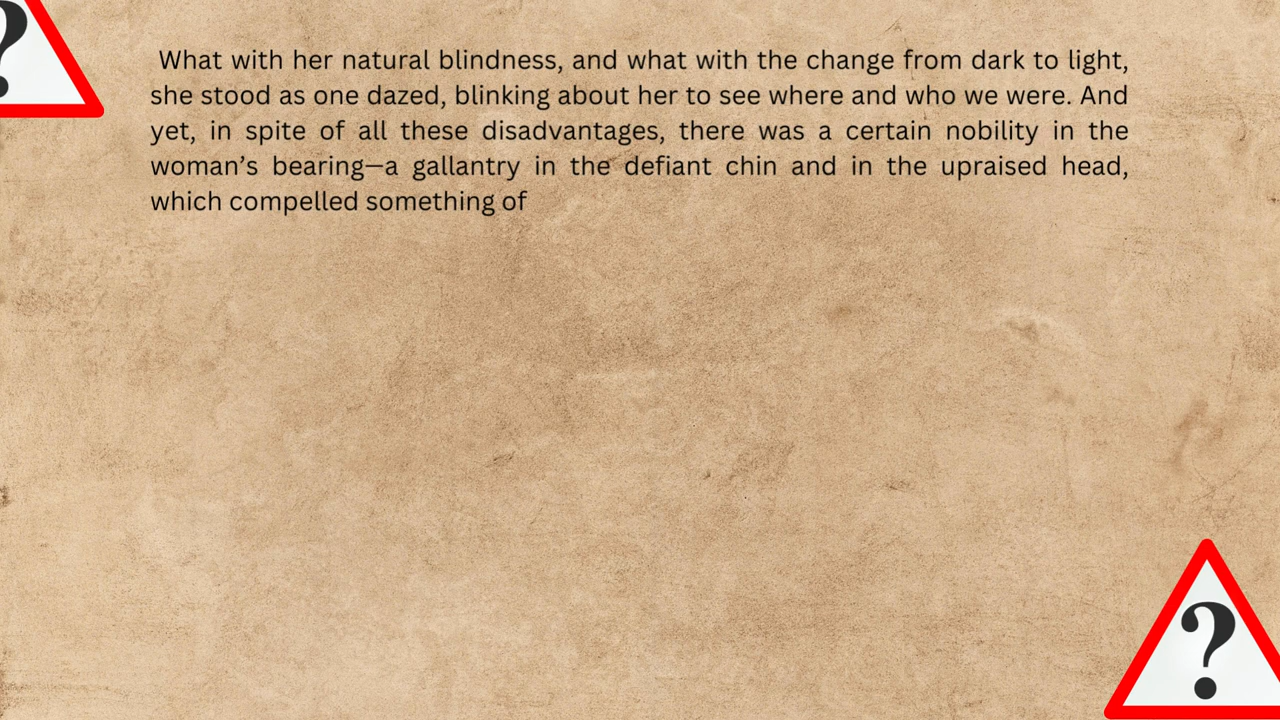 ?
What with her natural blindness, and what with the change from dark to light,
she stood as one dazed, blinking about her to see where and who we were. And
yet, in spite of all these disadvantages, there was a certain nobility in the
woman’s bearing—a gallantry in the defiant chin and in the upraised head,
which compelled something of
?